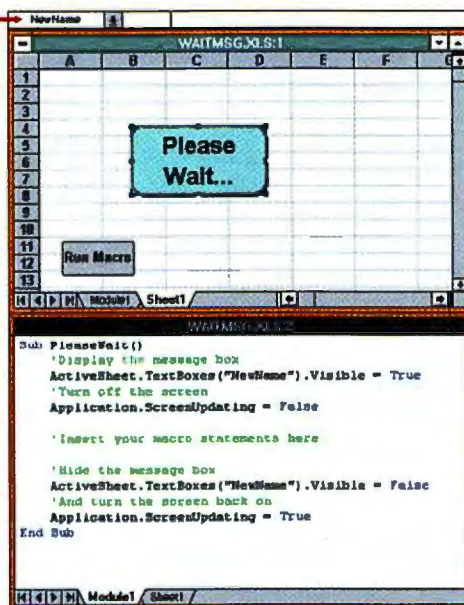 NewName
WAITMSG.XLS:1
A B C D E F G
1
2
3
4
5
6
7
8
9
10
11
12
13
Please
Wait...
Run Macro
Module1 Sheet1
WAITMSG.XLS:2
Sub PleaseWait()
'Display the message box
ActiveSheet.TextBoxes("NewName").Visible = True
'Turn off the screen
Application.ScreenUpdating = False
'Insert your macro statements here
'Hide the message box
ActiveSheet.TextBoxes("NewName").Visible = False
'And turn the screen back on
Application.ScreenUpdating = True
End Sub
Module1 Sheet1